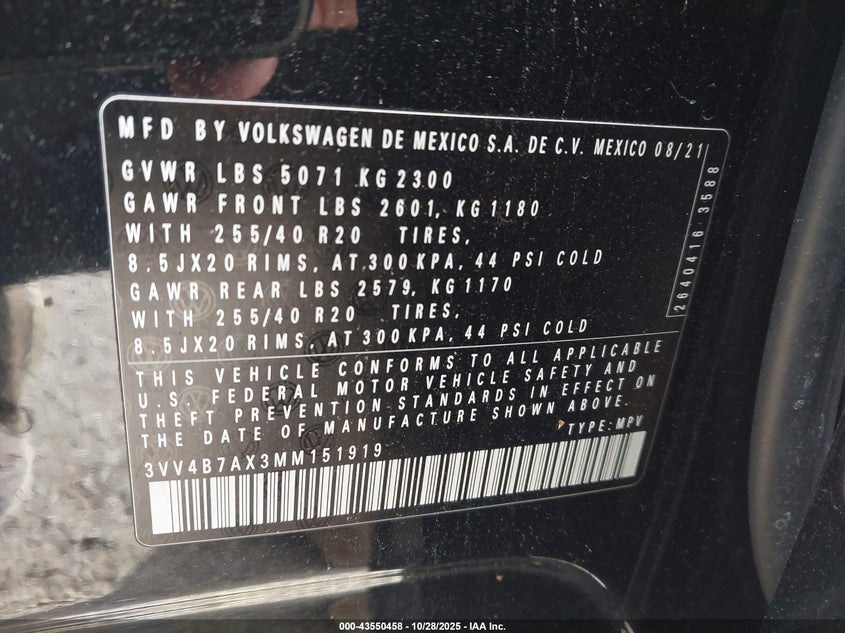 MFD BY VOLKSWAGEN DE MEXICO S.A. DE C.V. MEXICO 08/21
GVWR LBS 5071 KG 2300
GAWR FRONT LBS 2601, KG 1180
WITH 255/40 R20 TIRES,
8.5JX20 RIMS, AT 300 KPA, 44 PSI COLD
GAWR REAR LBS 2579, KG 1170
WITH 255/40 R20 TIRES,
8.5JX20 RIMS, AT 300 KPA, 44 PSI COLD
2640416 3588
THIS VEHICLE CONFORMS TO ALL APPLICABLE
U.S. FEDERAL MOTOR VEHICLE SAFETY AND
THEFT PREVENTION STANDARDS IN EFFECT ON
THE DATE OF MANUFACTURE SHOWN ABOVE.
TYPE: MPV
3VV4B7AX3MM151919
000-43550458 - 10/28/2025 - IAA Inc.